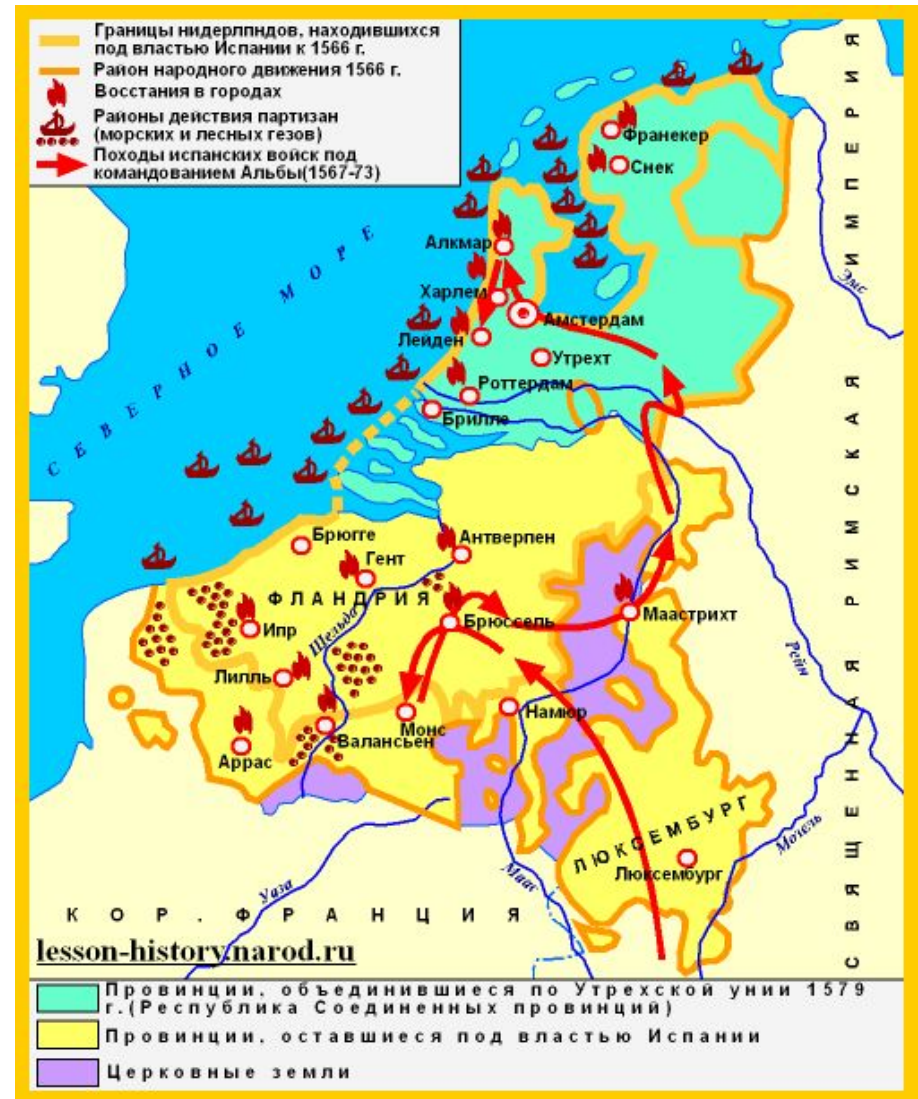 Границы нидерлпндов, находившихся
под властью Испании к 1566 г.
Район народного движения 1566 г.
Восстания в городах
Районы действия партизан
(морских и лесных гезов)
Походы испанских войск под
командованием Альбы(1567-73)
СЕВЕРНОЕ МОРЕ
СВЯЩЕННАЯ РИМСКАЯ ИМПЕРИЯ
Франекер
Снек
Эмс
Алкмар
Харлем
Амстердам
Лейден
Утрехт
Роттердам
Брилле
Брюгге
Антверпен
Гент
ФЛАНДРИЯ
Шельда
Ипр
Брюссель
Маастрихт
Рейн
Лилль
Монс
Намюр
Валансьен
Аррас
ЛЮКСЕМБУРГ
Люксембург
Мозель
Маас
Уаза
КОР. ФРАНЦИЯ
lesson-history.narod.ru
Провинции, объединившиеся по Утрехской унии 1579
г.(Республика Соединенных провинций)
Провинции, оставшиеся под властью Испании
Церковные земли